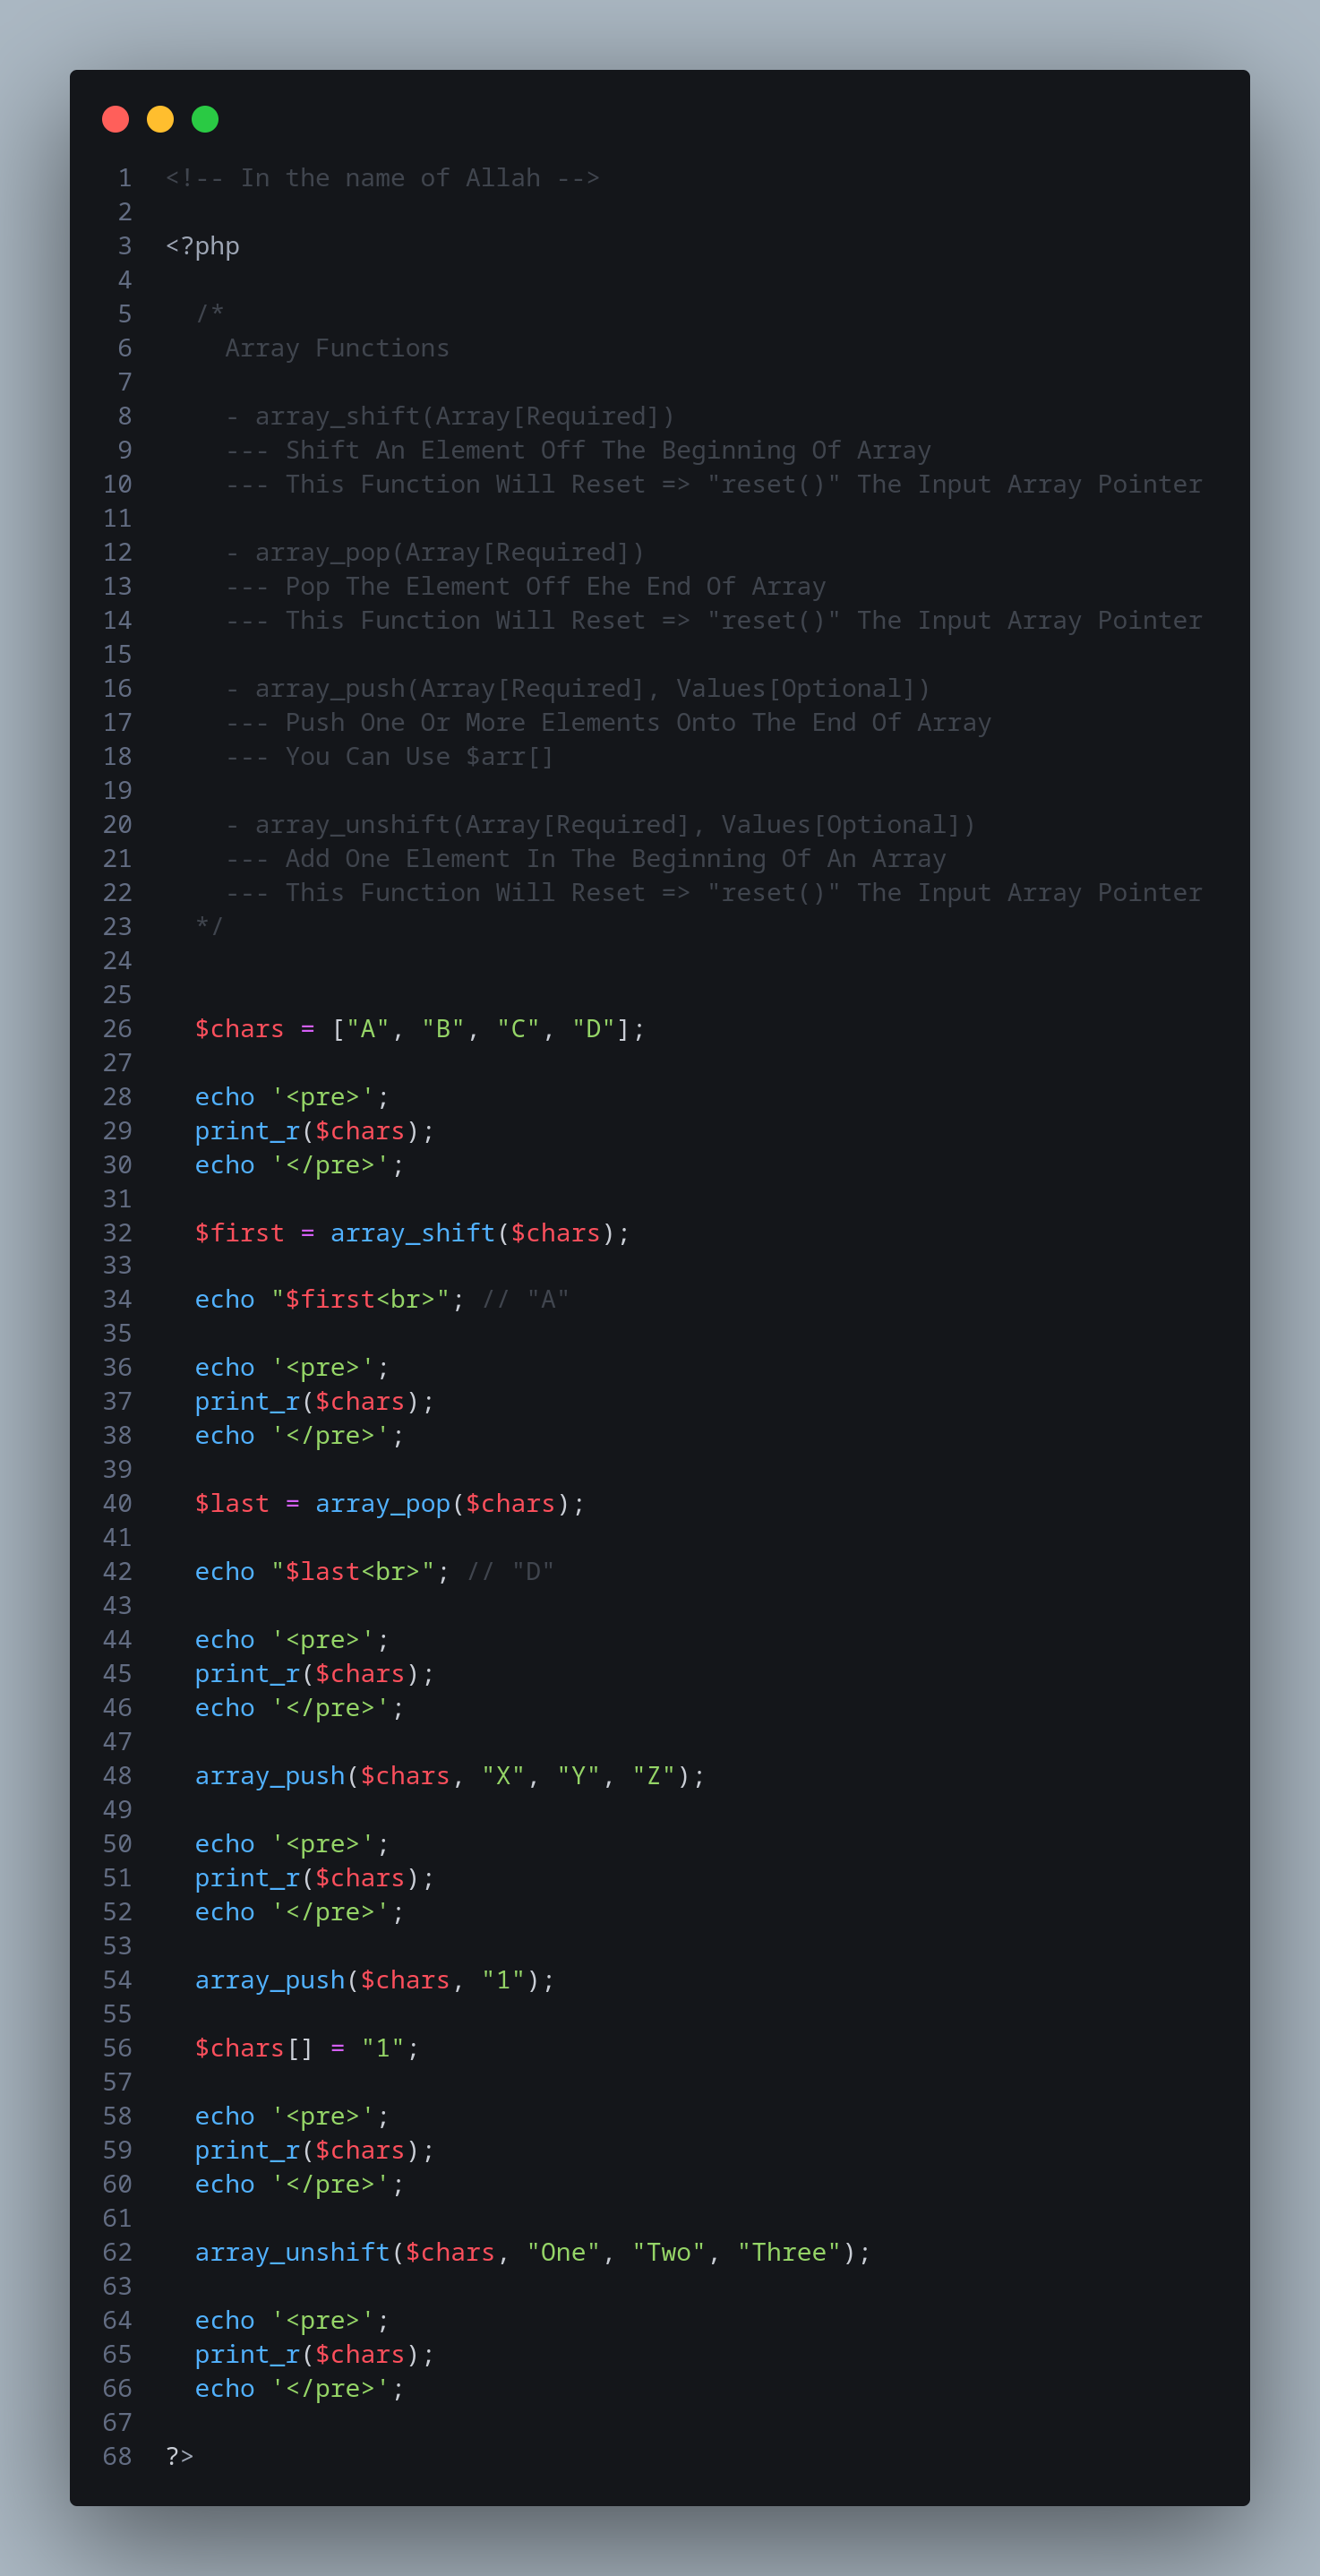 1 <!-- In the name of Allah -->
2
3 <?php
4
5   /*
6     Array Functions
7
8     - array_shift(Array[Required])
9     --- Shift An Element Off The Beginning Of Array
10     --- This Function Will Reset => "reset()" The Input Array Pointer
11
12     - array_pop(Array[Required])
13     --- Pop The Element Off Ehe End Of Array
14     --- This Function Will Reset => "reset()" The Input Array Pointer
15
16     - array_push(Array[Required], Values[Optional])
17     --- Push One Or More Elements Onto The End Of Array
18     --- You Can Use $arr[]
19
20     - array_unshift(Array[Required], Values[Optional])
21     --- Add One Element In The Beginning Of An Array
22     --- This Function Will Reset => "reset()" The Input Array Pointer
23   */
24
25
26   $chars = ["A", "B", "C", "D"];
27
28   echo '<pre>';
29   print_r($chars);
30   echo '</pre>';
31
32   $first = array_shift($chars);
33
34   echo "$first<br>"; // "A"
35
36   echo '<pre>';
37   print_r($chars);
38   echo '</pre>';
39
40   $last = array_pop($chars);
41
42   echo "$last<br>"; // "D"
43
44   echo '<pre>';
45   print_r($chars);
46   echo '</pre>';
47
48   array_push($chars, "X", "Y", "Z");
49
50   echo '<pre>';
51   print_r($chars);
52   echo '</pre>';
53
54   array_push($chars, "1");
55
56   $chars[] = "1";
57
58   echo '<pre>';
59   print_r($chars);
60   echo '</pre>';
61
62   array_unshift($chars, "One", "Two", "Three");
63
64   echo '<pre>';
65   print_r($chars);
66   echo '</pre>';
67
68 ?>